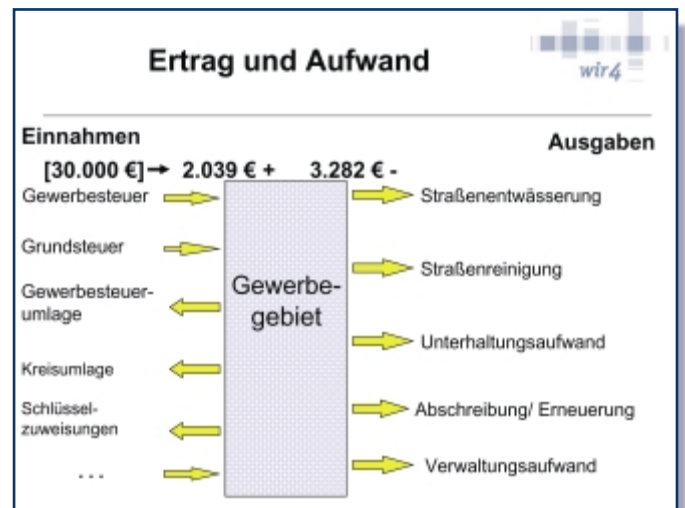 Ertrag und Aufwand
wir4
Einnahmen
Ausgaben
[30.000 €]→ 2.039 € + 3.282 € -
Gewerbesteuer
Grundsteuer
Gewerbesteuer-
umlage
Kreisumlage
Schlüssel-
zuweisungen
...
Gewerbe-
gebiet
Straßenentwässerung
Straßenreinigung
Unterhaltungsaufwand
Abschreibung/ Erneuerung
Verwaltungsaufwand